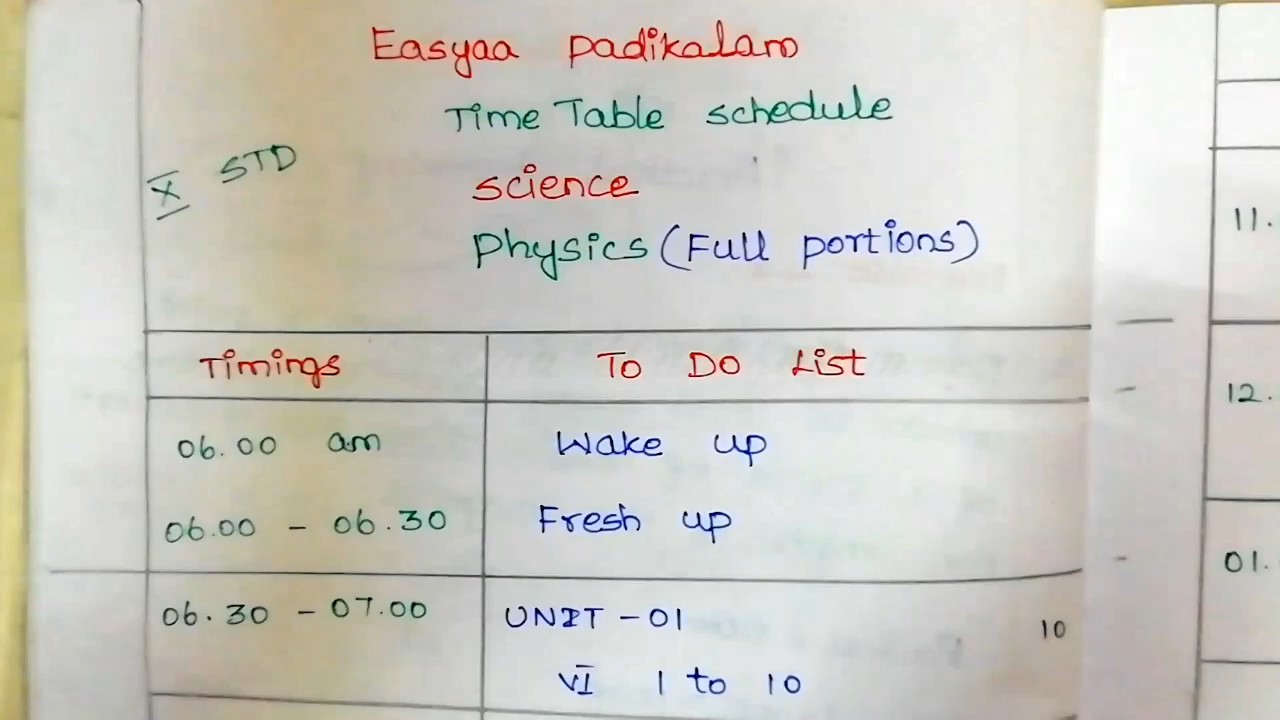 Easyaa padikalam
Time Table schedule
X STD
science
Physics (Full portions)
Timings To Do List
06.00 am Wake up
06.00 - 06.30 Fresh up
06.30 - 07.00 UNIT - 01 10
VI 1 to 10
11.
12.
01.